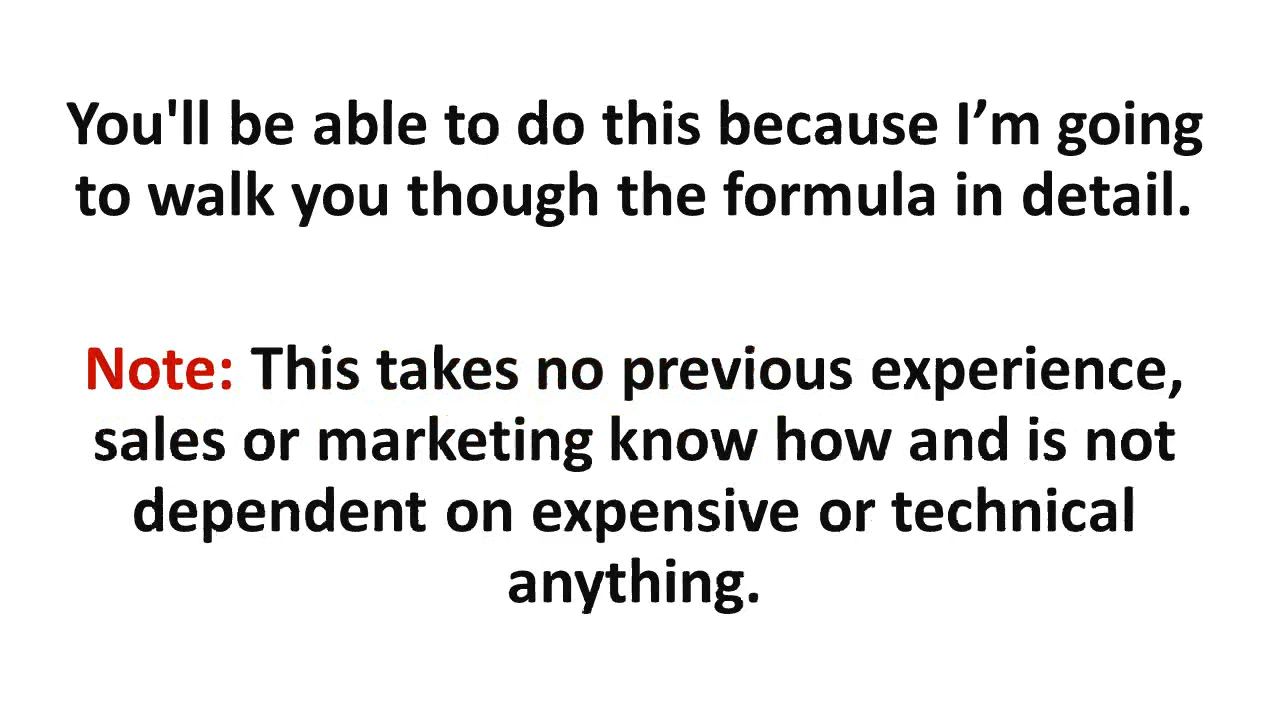 You'll be able to do this because I’m going
to walk you though the formula in detail.
Note: This takes no previous experience,
sales or marketing know how and is not
dependent on expensive or technical
anything.